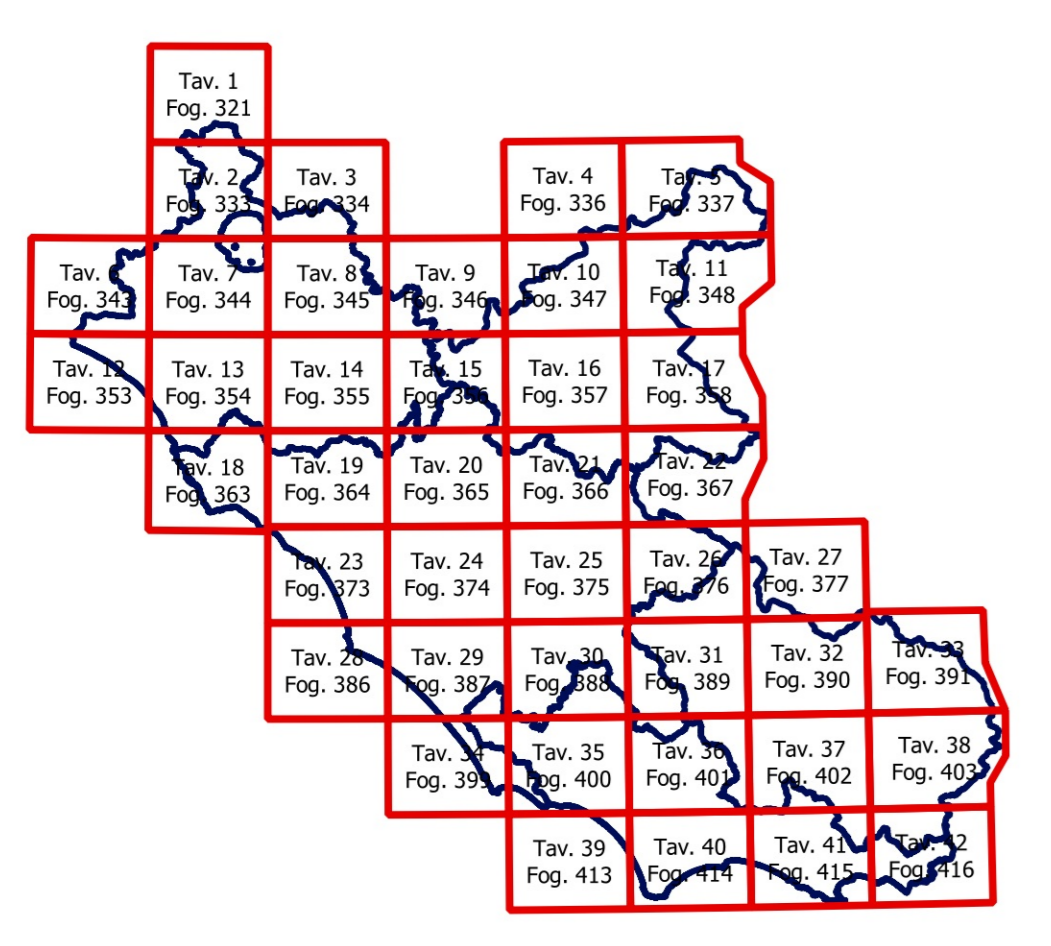 Tav. 1
Fog. 321
Tav. 2
Fog. 333
Tav. 3
Fog. 334
Tav. 4
Fog. 336
Tav. 5
Fog. 337
Tav. 6
Fog. 343
Tav. 7
Fog. 344
Tav. 8
Fog. 345
Tav. 9
Fog. 346
Tav. 10
Fog. 347
Tav. 11
Fog. 348
Tav. 12
Fog. 353
Tav. 13
Fog. 354
Tav. 14
Fog. 355
Tav. 15
Fog. 356
Tav. 16
Fog. 357
Tav. 17
Fog. 358
Tav. 18
Fog. 363
Tav. 19
Fog. 364
Tav. 20
Fog. 365
Tav. 21
Fog. 366
Tav. 22
Fog. 367
Tav. 23
Fog. 373
Tav. 24
Fog. 374
Tav. 25
Fog. 375
Tav. 26
Fog. 376
Tav. 27
Fog. 377
Tav. 28
Fog. 386
Tav. 29
Fog. 387
Tav. 30
Fog. 388
Tav. 31
Fog. 389
Tav. 32
Fog. 390
Tav. 33
Fog. 391
Tav. 34
Fog. 399
Tav. 35
Fog. 400
Tav. 36
Fog. 401
Tav. 37
Fog. 402
Tav. 38
Fog. 403
Tav. 39
Fog. 413
Tav. 40
Fog. 414
Tav. 41
Fog. 415
Tav. 42
Fog. 416